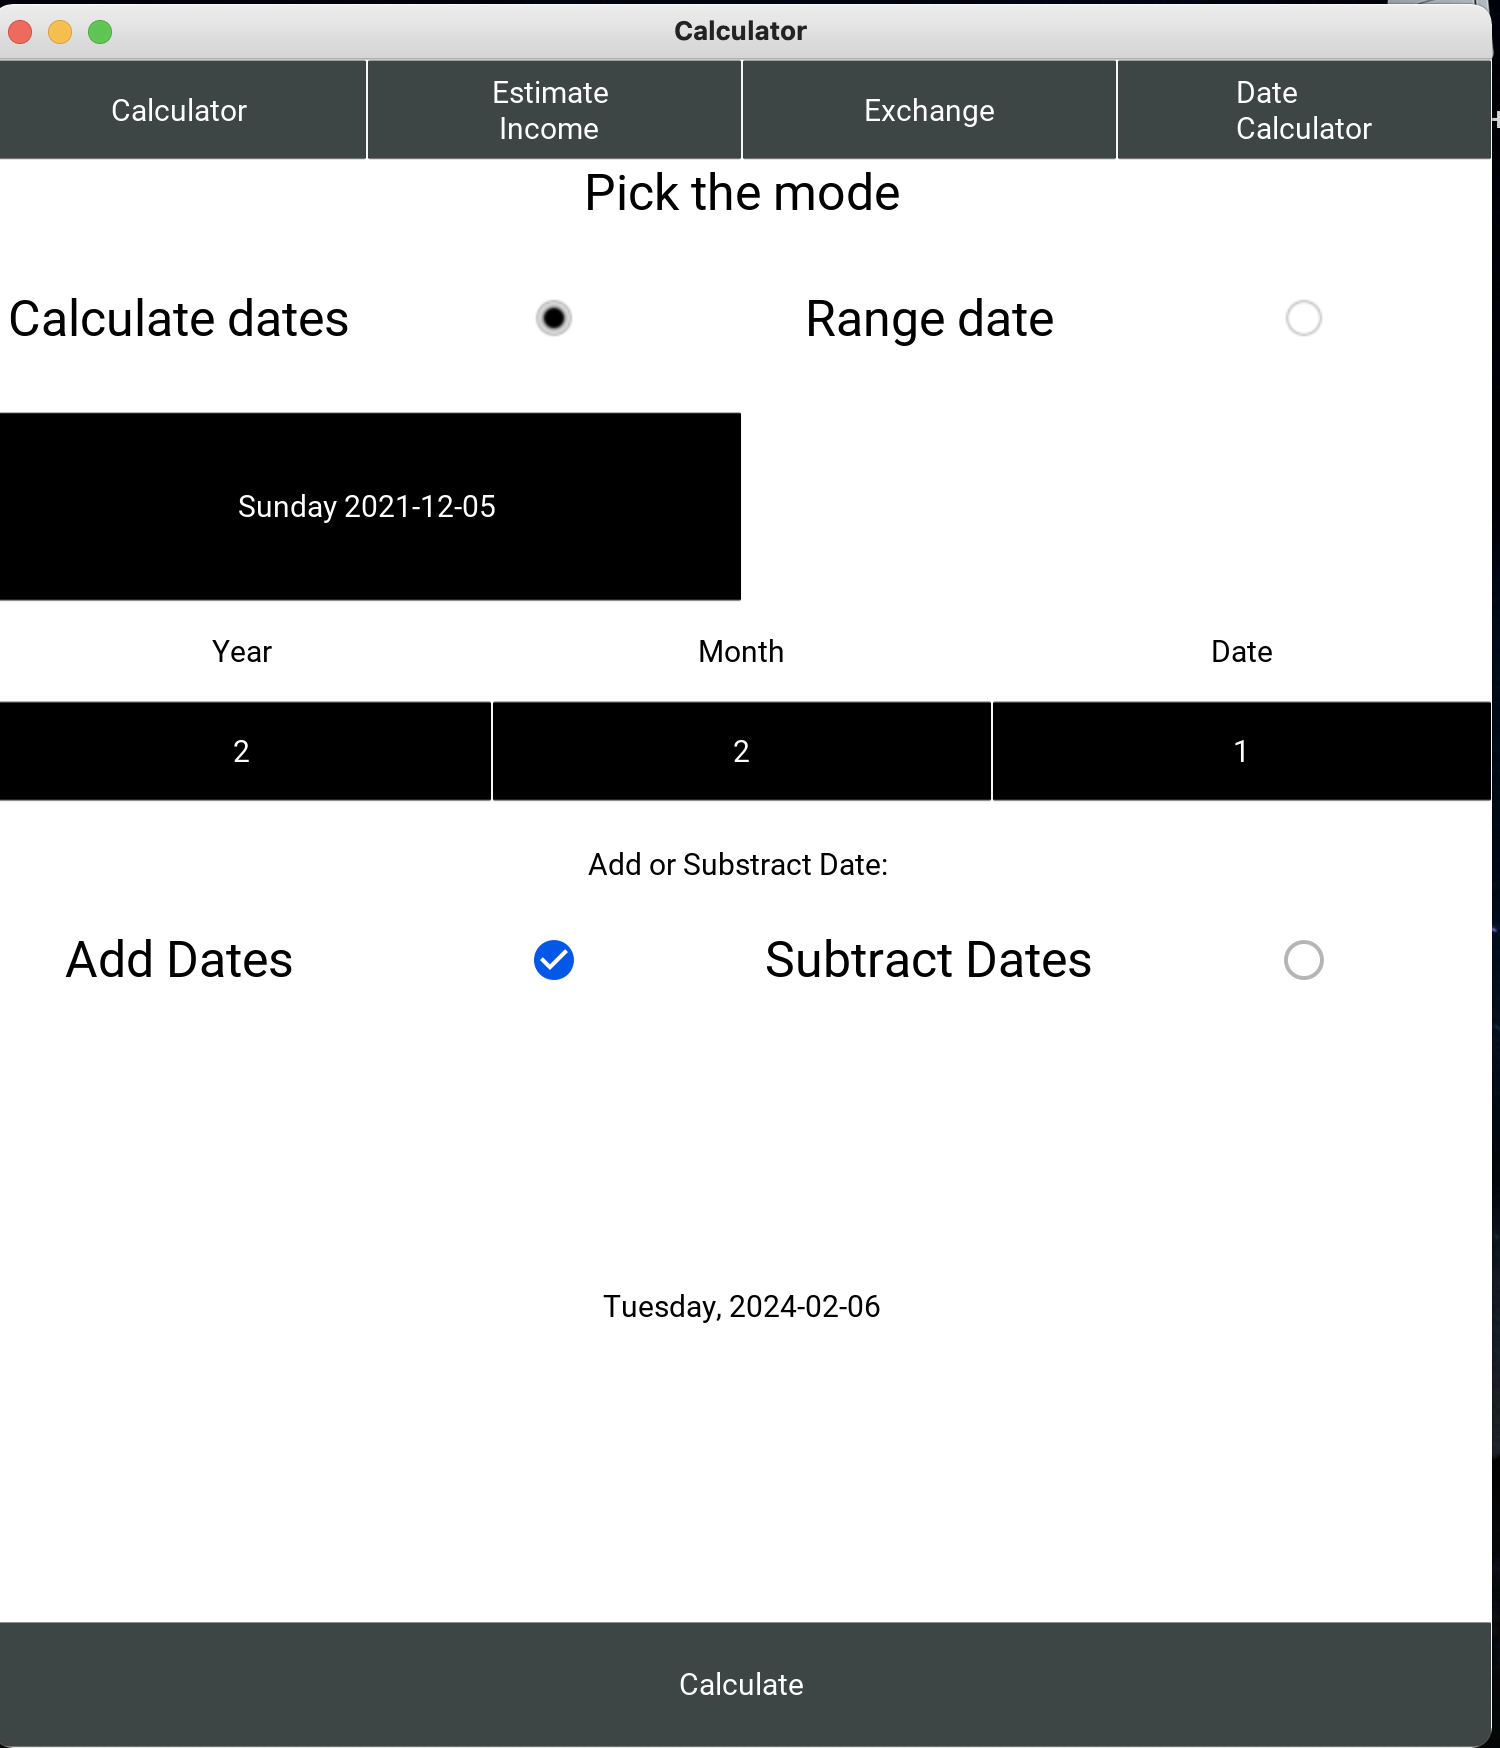 Calculator
Calculator
Estimate
Income
Exchange
Date
Calculator
Pick the mode
Calculate dates
Range date
Sunday 2021-12-05
Year
Month
Date
2
2
1
Add or Substract Date:
Add Dates
Subtract Dates
Tuesday, 2024-02-06
Calculate